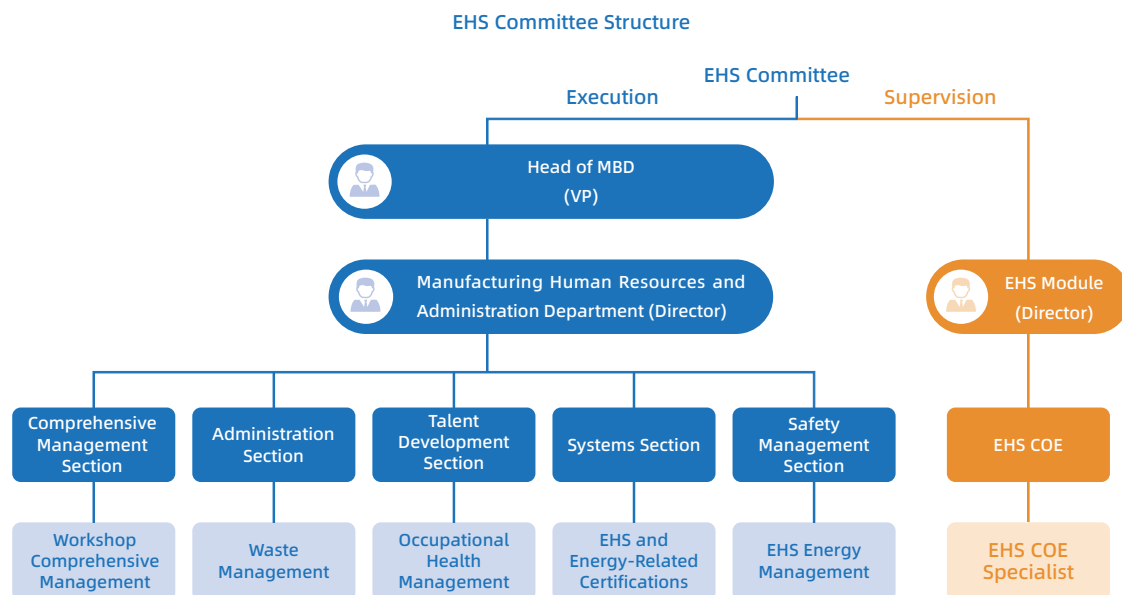 EHS Committee Structure
EHS Committee
Execution
Supervision
Head of MBD
(VP)
Manufacturing Human Resources and
Administration Department (Director)
EHS Module
(Director)
Comprehensive
Management
Section
Administration
Section
Talent
Development
Section
Systems Section
Safety
Management
Section
EHS COE
Workshop
Comprehensive
Management
Waste
Management
Occupational
Health
Management
EHS and
Energy-Related
Certifications
EHS Energy
Management
EHS COE
Specialist